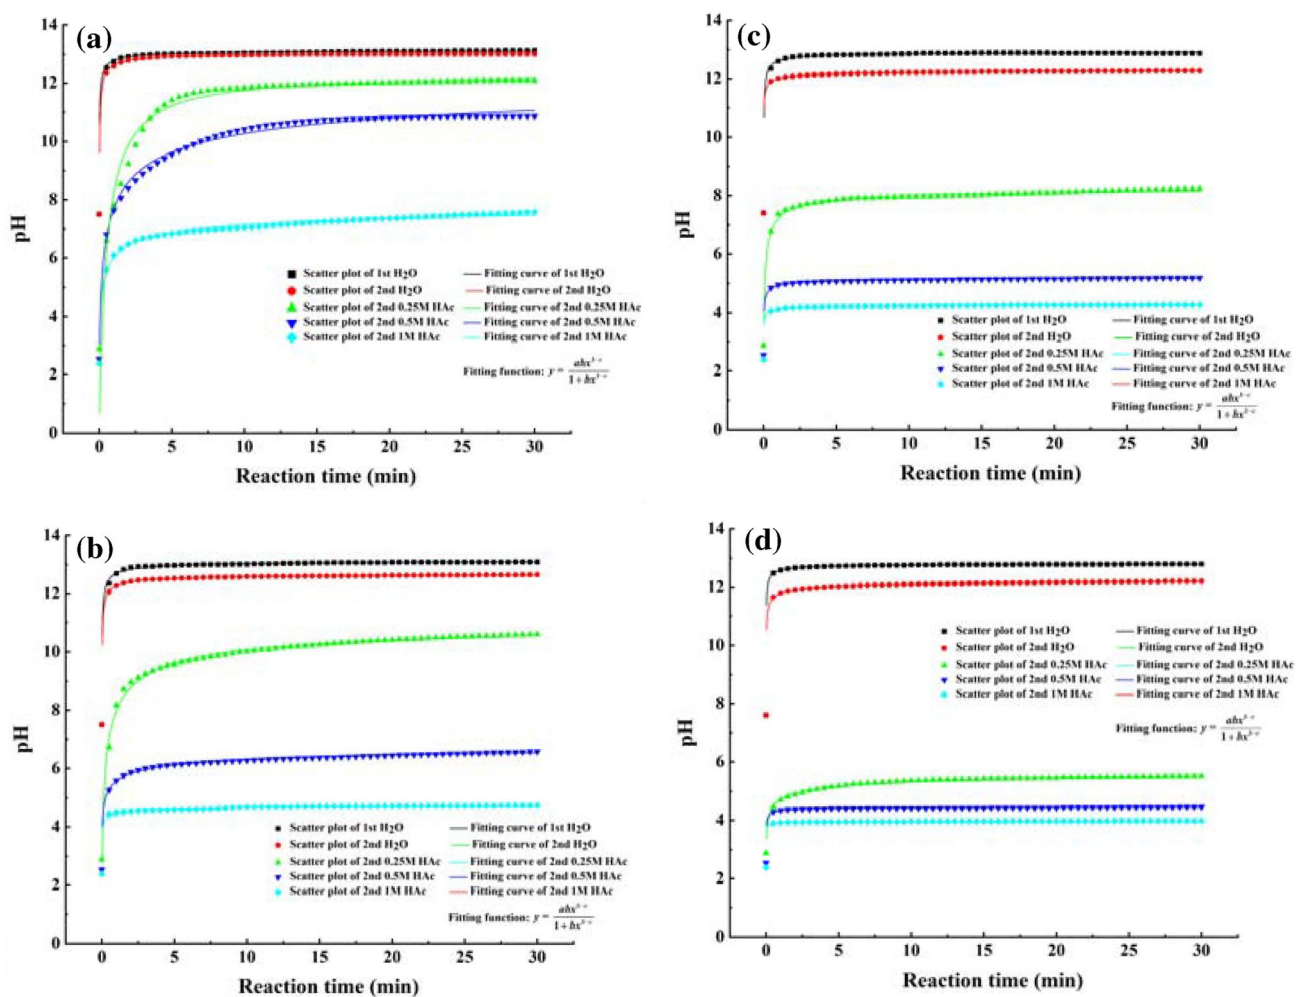 (a)
14
12
10
8
6
4
2
0
pH
Scatter plot of 1st H2O
Fitting curve of 1st H2O
Scatter plot of 2nd H2O
Fitting curve of 2nd H2O
Scatter plot of 2nd 0.25M HAc
Fitting curve of 2nd 0.25M HAc
Scatter plot of 2nd 0.5M HAc
Fitting curve of 2nd 0.5M HAc
Scatter plot of 2nd 1M HAc
Fitting curve of 2nd 1M HAc
Fitting function: y =
0 5 10 15 20 25 30
Reaction time (min)
(c)
14
12
10
8
6
4
2
0
pH
Scatter plot of 1st H2O
Fitting curve of 1st H2O
Scatter plot of 2nd H2O
Fitting curve of 2nd H2O
Scatter plot of 2nd 0.25M HAc
Fitting curve of 2nd 0.25M HAc
Scatter plot of 2nd 0.5M HAc
Fitting curve of 2nd 0.5M HAc
Scatter plot of 2nd 1M HAc
Fitting curve of 2nd 1M HAc
Fitting function: y =
0 5 10 15 20 25 30
Reaction time (min)
(b)
14
12
10
8
6
4
2
0
pH
Scatter plot of 1st H2O
Fitting curve of 1st H2O
Scatter plot of 2nd H2O
Fitting curve of 2nd H2O
Scatter plot of 2nd 0.25M HAc
Fitting curve of 2nd 0.25M HAc
Scatter plot of 2nd 0.5M HAc
Fitting curve of 2nd 0.5M HAc
Scatter plot of 2nd 1M HAc
Fitting curve of 2nd 1M HAc
Fitting function: y =
0 5 10 15 20 25 30
Reaction time (min)
(d)
14
12
10
8
6
4
2
0
pH
Scatter plot of 1st H2O
Fitting curve of 1st H2O
Scatter plot of 2nd H2O
Fitting curve of 2nd H2O
Scatter plot of 2nd 0.25M HAc
Fitting curve of 2nd 0.25M HAc
Scatter plot of 2nd 0.5M HAc
Fitting curve of 2nd 0.5M HAc
Scatter plot of 2nd 1M HAc
Fitting curve of 2nd 1M HAc
Fitting function: y =
0 5 10 15 20 25 30
Reaction time (min)